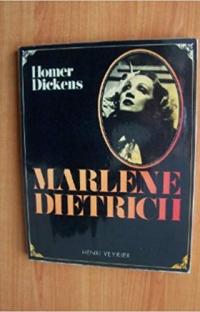 Homer
Dickens
MARLENE
DIETRICH
HENRI VEYRIER